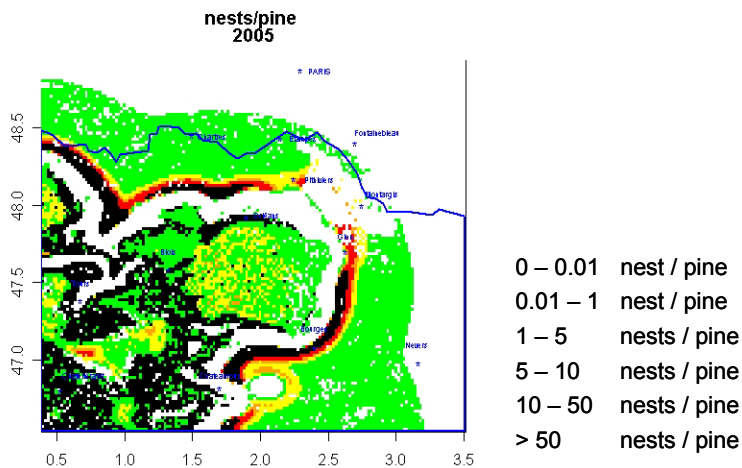 nests/pine
2005
PARIS
Fontainebleau
Pithiviers
Montargis
Blois
Bourges
Nevers
48.5
48.0
47.5
47.0
0.5 1.0 1.5 2.0 2.5 3.0 3.5
0 – 0.01 nest / pine
0.01 – 1 nest / pine
1 – 5 nests / pine
5 – 10 nests / pine
10 – 50 nests / pine
> 50 nests / pine